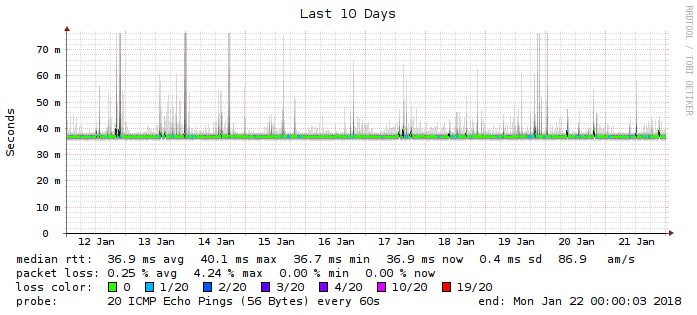 Last 10 Days
RRDTOOL / TOBI OETIKER
Seconds
70 m
60 m
50 m
40 m
30 m
20 m
10 m
0
12 Jan 13 Jan 14 Jan 15 Jan 16 Jan 17 Jan 18 Jan 19 Jan 20 Jan 21 Jan
median rtt: 36.9 ms avg 40.1 ms max 36.7 ms min 36.9 ms now 0.4 ms sd 86.9 am/s
packet loss: 0.25 % avg 4.24 % max 0.00 % min 0.00 % now
loss color: 0 1/20 2/20 3/20 4/20 10/20 19/20
probe: 20 ICMP Echo Pings (56 Bytes) every 60s end: Mon Jan 22 00:00:03 2018